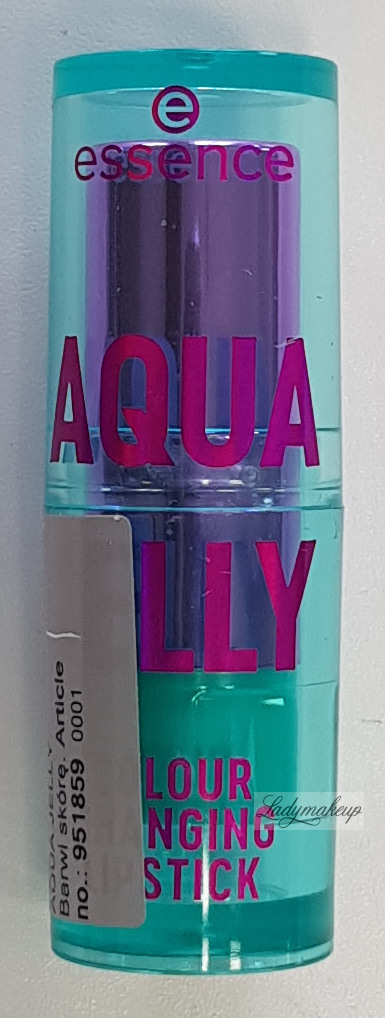 e
essence
AQUA
LLY
LOUR
NGING
STICK
Ladymakeup
AQUA JELLY
Barwi skórę. Article
no.: 951859 0001